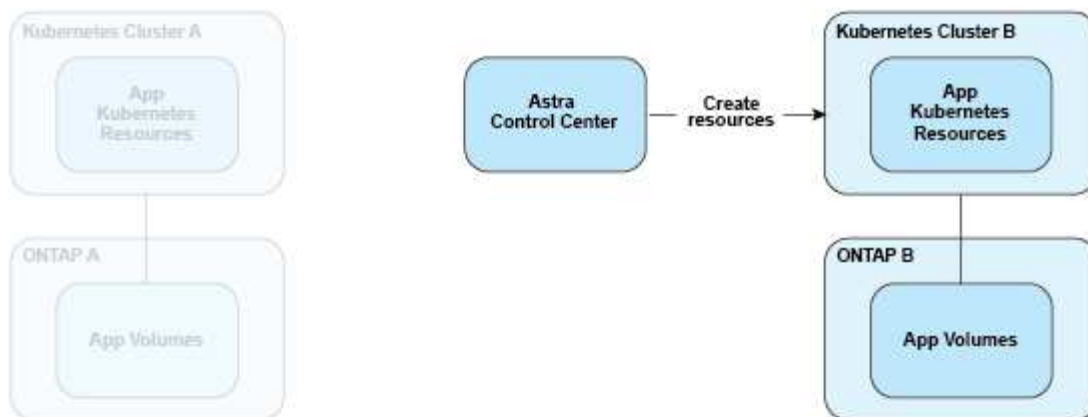 Kubernetes Cluster A
App
Kubernetes
Resources
ONTAP A
App Volumes
Astra
Control Center
Create
resources
Kubernetes Cluster B
App
Kubernetes
Resources
ONTAP B
App Volumes